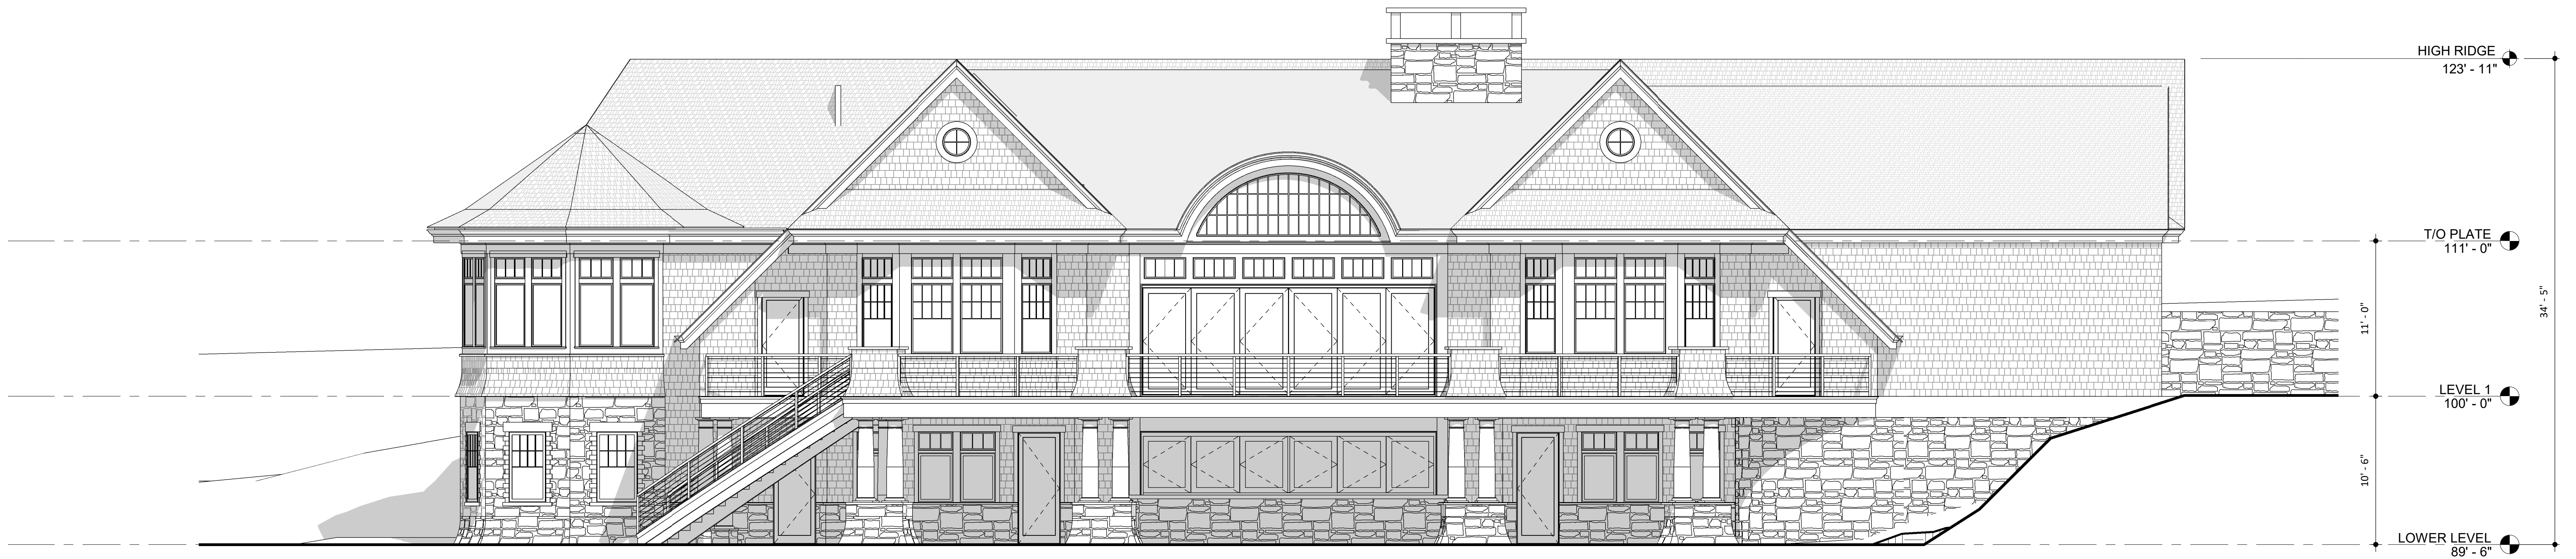 HIGH RIDGE
123' - 11"
T/O PLATE
111' - 0"
11' - 0"
34' - 5"
LEVEL 1
100' - 0"
10' - 6"
LOWER LEVEL
89' - 6"